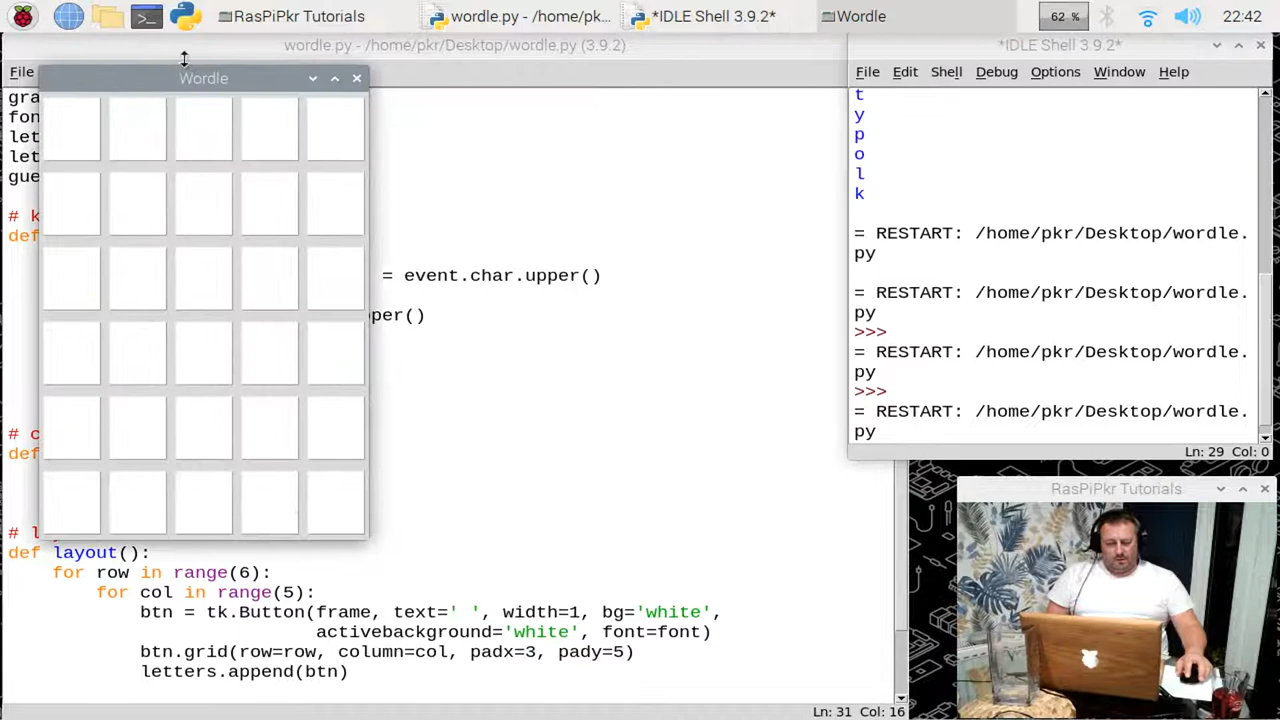 RasPiPkr Tutorials
wordle.py - /home/pk...
*IDLE Shell 3.9.2*
Wordle
62 %
22:42
wordle.py - /home/pkr/Desktop/wordle.py (3.9.2)
File
Wordle
gra
fon
let
let
gue
# k
def
= event.char.upper()
per()
# c
def
# l
def layout():
for row in range(6):
for col in range(5):
btn = tk.Button(frame, text=' ', width=1, bg='white',
activebackground='white', font=font)
btn.grid(row=row, column=col, padx=3, pady=5)
letters.append(btn)
Ln: 31 Col: 16
*IDLE Shell 3.9.2*
File Edit Shell Debug Options Window Help
t
y
p
o
l
k
= RESTART: /home/pkr/Desktop/wordle.
py
= RESTART: /home/pkr/Desktop/wordle.
py
>>>
= RESTART: /home/pkr/Desktop/wordle.
py
>>>
= RESTART: /home/pkr/Desktop/wordle.
py
Ln: 29 Col: 0
RasPiPkr Tutorials